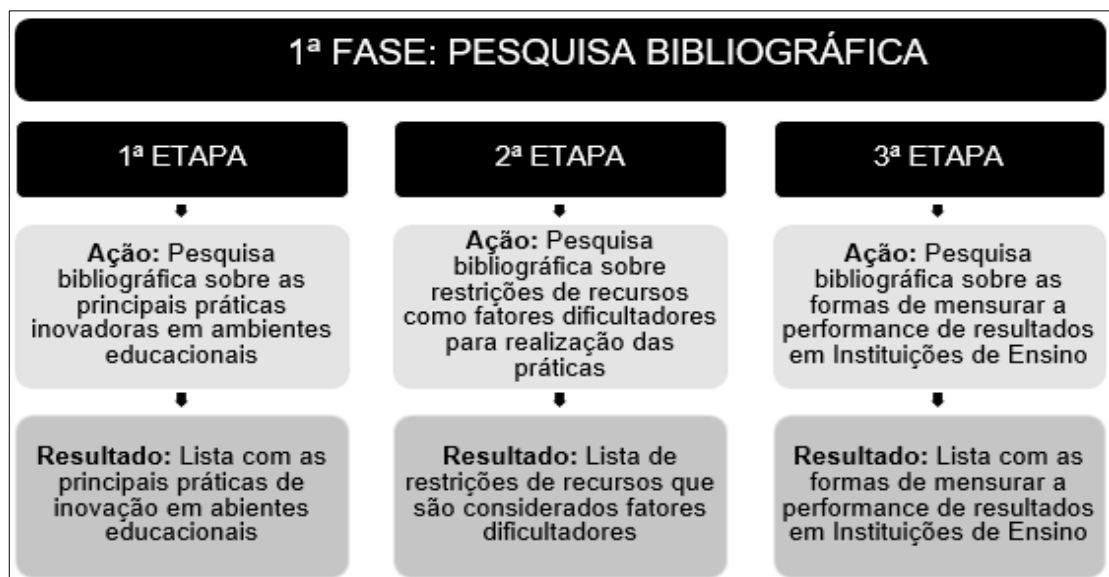 1ª FASE: PESQUISA BIBLIOGRÁFICA
1ª ETAPA
Ação: Pesquisa
bibliográfica sobre as
principais práticas
inovadoras em ambientes
educacionais
Resultado: Lista com as
principais práticas de
inovação em abientes
educacionais
2ª ETAPA
Ação: Pesquisa
bibliográfica sobre
restrições de recursos
como fatores dificultadores
para realização das
práticas
Resultado: Lista de
restrições de recursos que
são considerados fatores
dificultadores
3ª ETAPA
Ação: Pesquisa
bibliográfica sobre as
formas de mensurar a
performance de resultados
em Instituições de Ensino
Resultado: Lista com as
formas de mensurar a
performance de resultados
em Instituições de Ensino